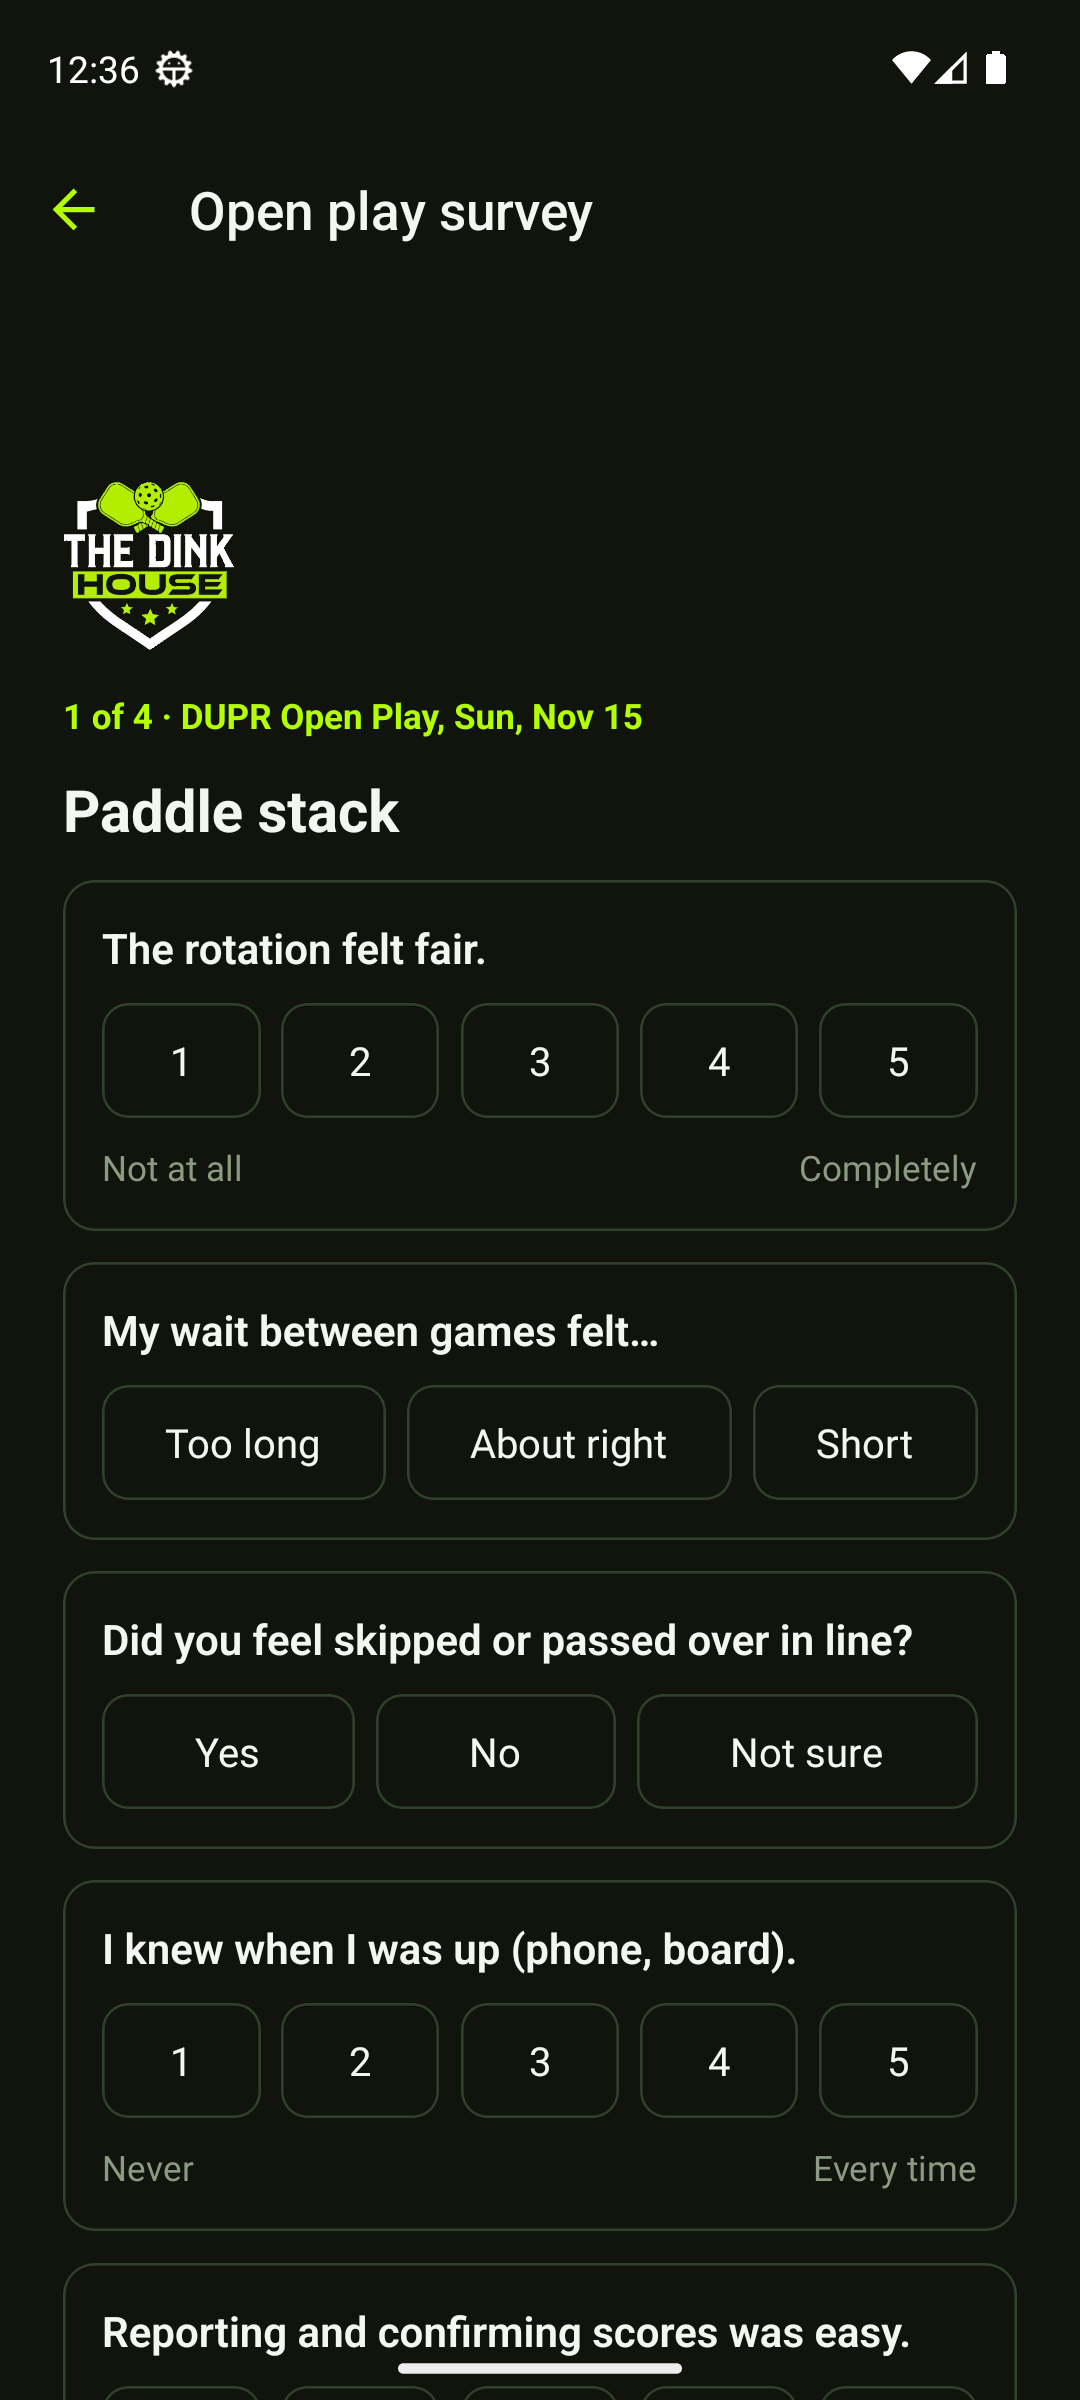 12:36
Open play survey
THE DINK
HOUSE
1 of 4 · DUPR Open Play, Sun, Nov 15
Paddle stack
The rotation felt fair.
1 2 3 4 5
Not at all Completely
My wait between games felt...
Too long About right Short
Did you feel skipped or passed over in line?
Yes No Not sure
I knew when I was up (phone, board).
1 2 3 4 5
Never Every time
Reporting and confirming scores was easy.